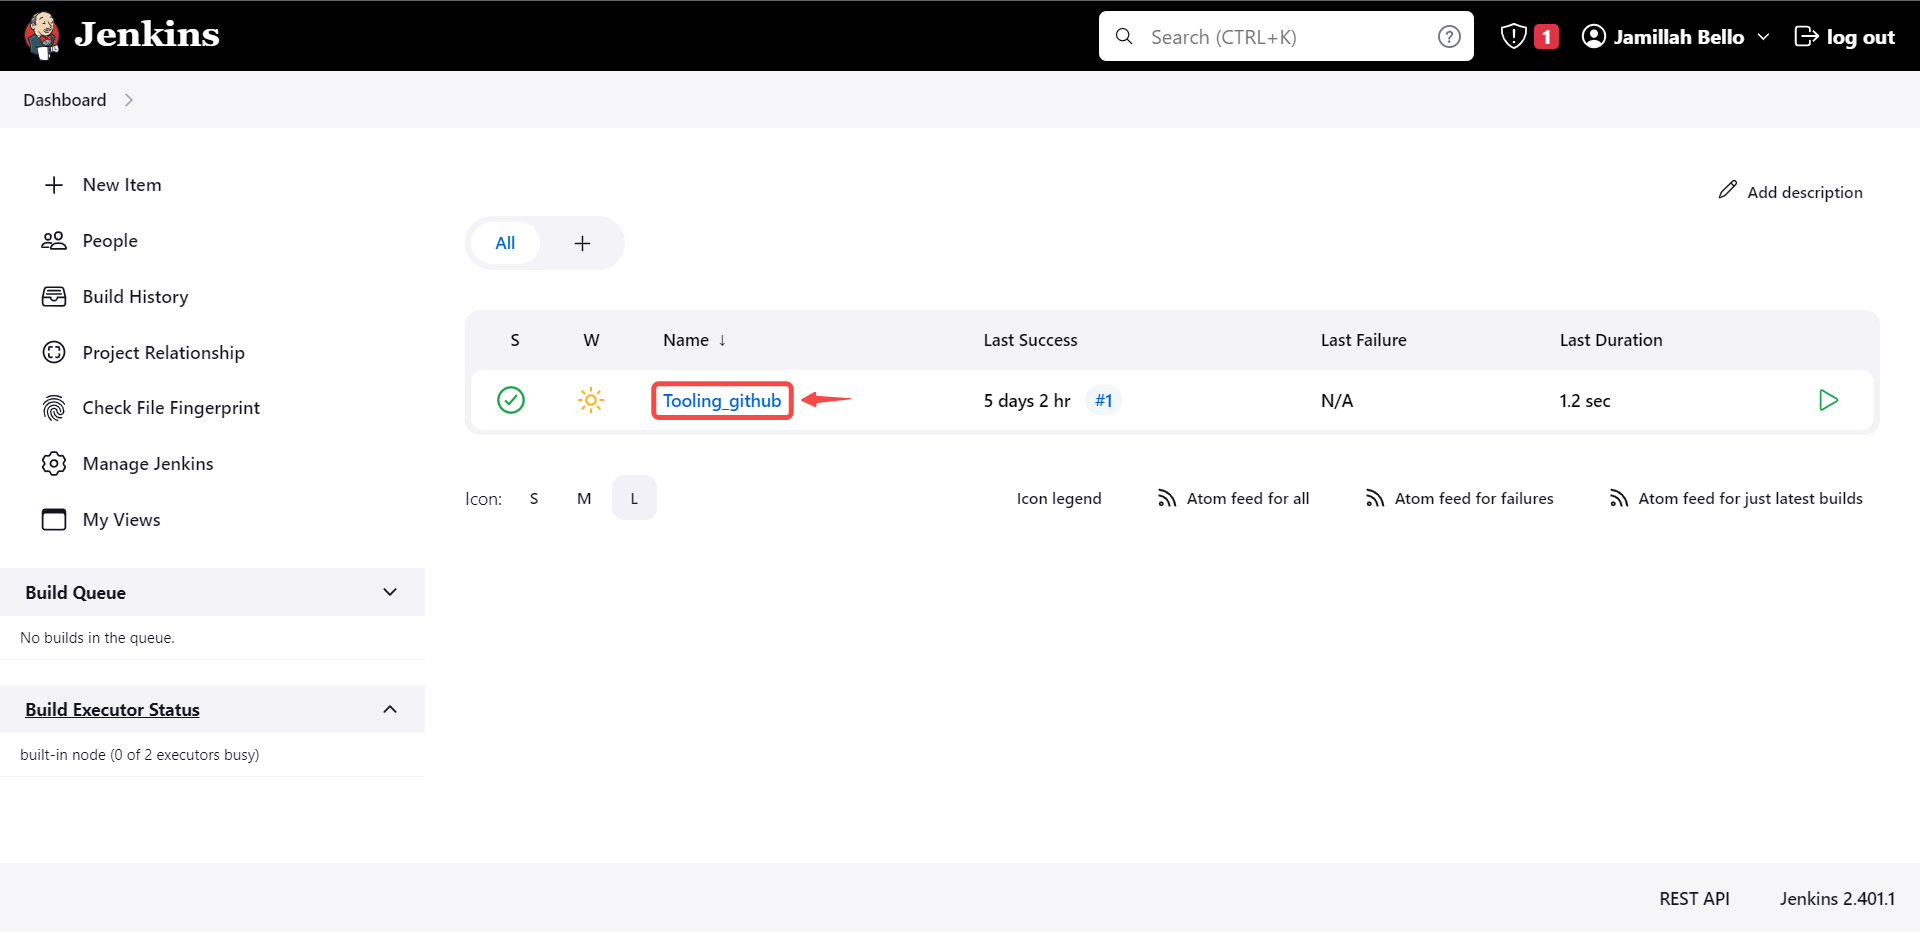 Jenkins
Search (CTRL+K)
1
Jamillah Bello
log out
Dashboard
New Item
People
Build History
Project Relationship
Check File Fingerprint
Manage Jenkins
My Views
Build Queue
No builds in the queue.
Build Executor Status
built-in node (0 of 2 executors busy)
Add description
All
S W Name ↓ Last Success Last Failure Last Duration
Tooling_github 5 days 2 hr #1 N/A 1.2 sec
Icon: S M L
Icon legend Atom feed for all Atom feed for failures Atom feed for just latest builds
REST API Jenkins 2.401.1